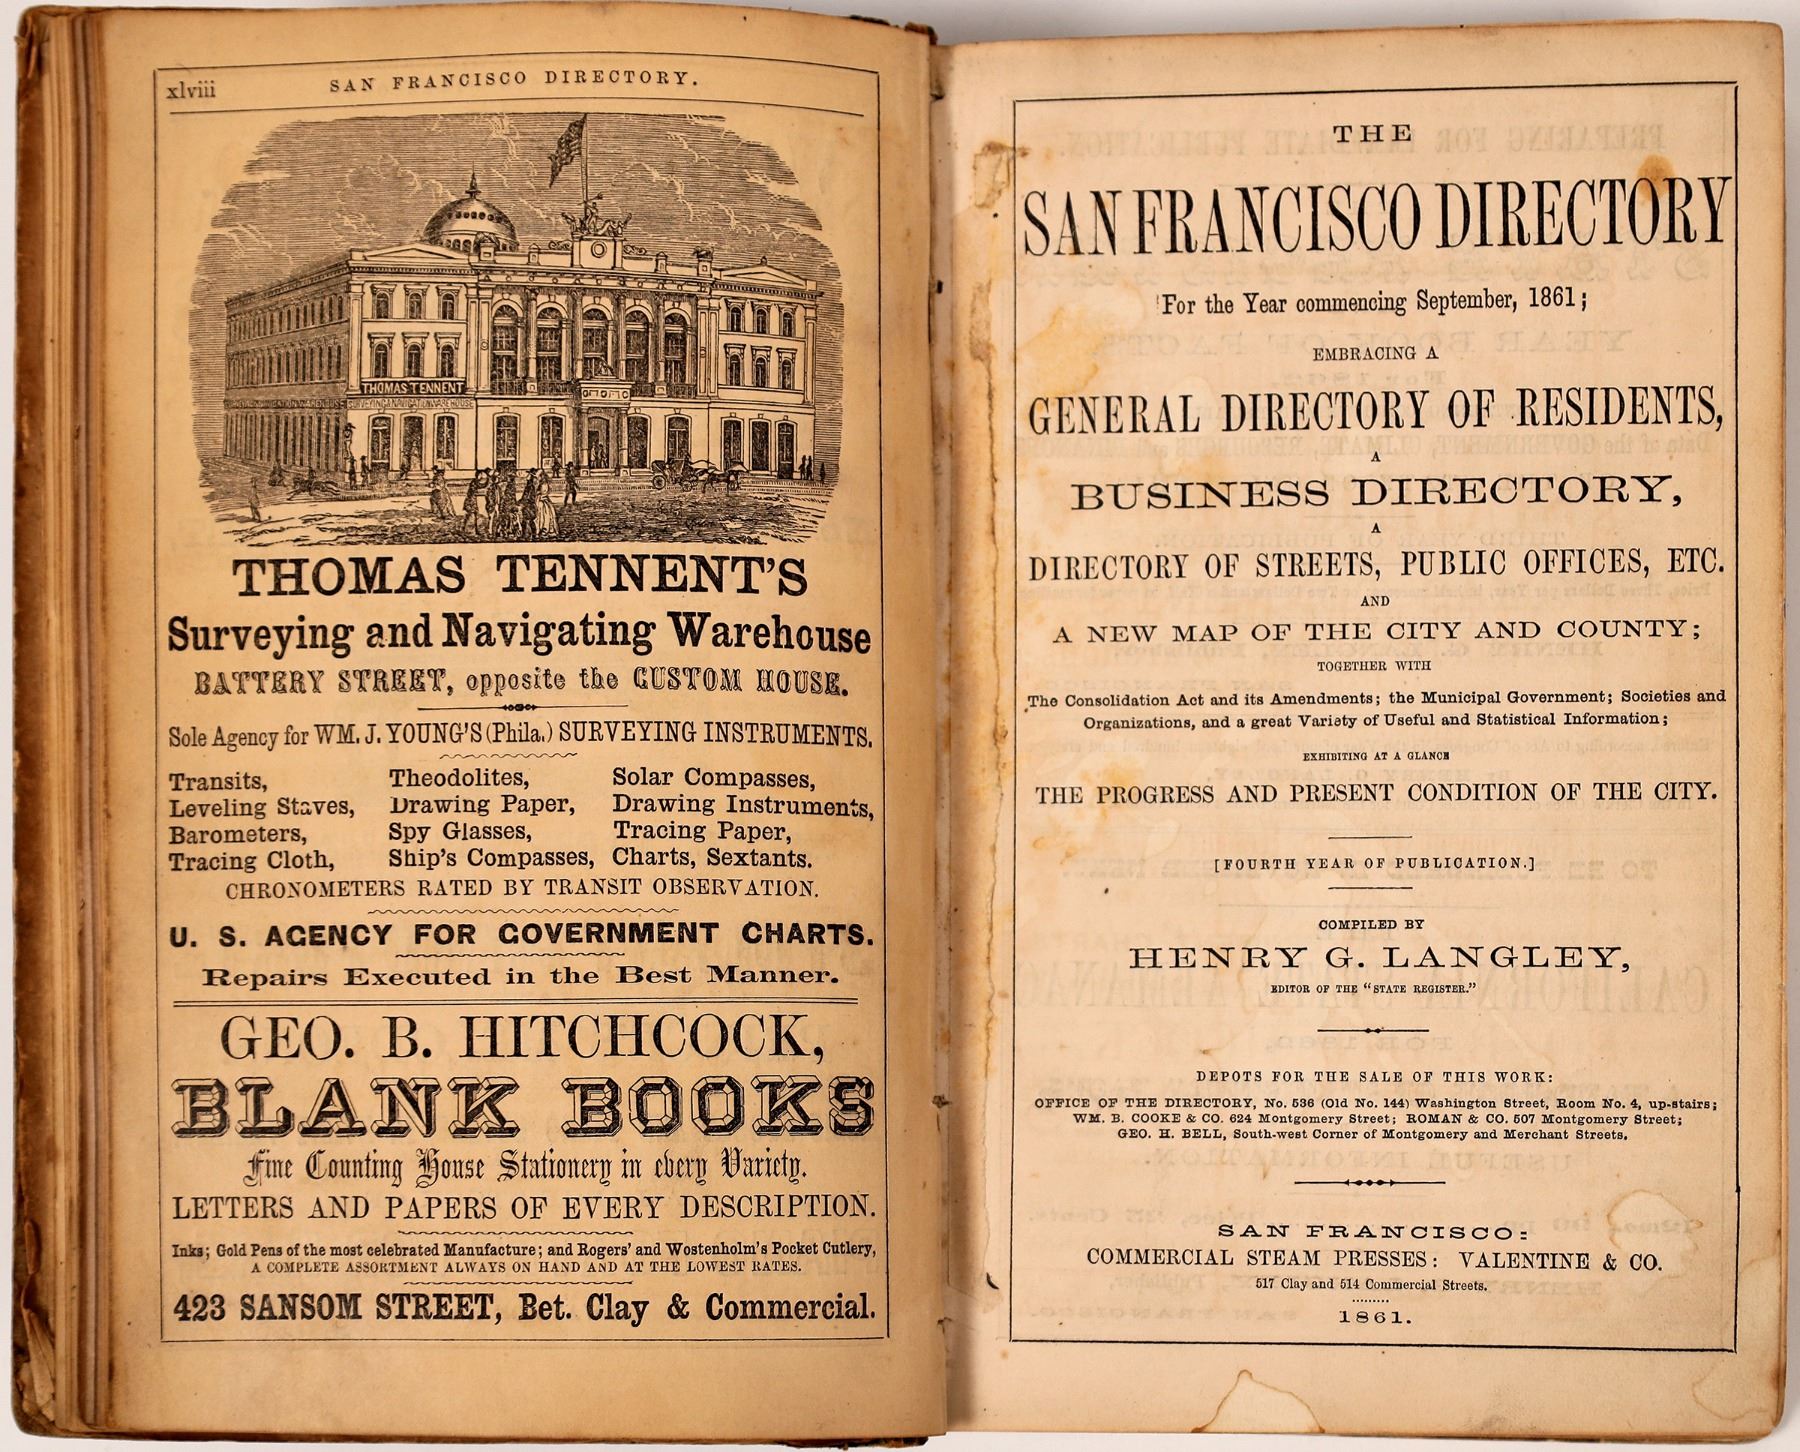 xlviii SAN FRANCISCO DIRECTORY.
THOMAS TENNENT
SURVEYING & NAVIGATION WAREHOUSE
THOMAS TENNENT'S
Surveying and Navigating Warehouse
BATTERY STREET, opposite the CUSTOM HOUSE.
Sole Agency for WM. J. YOUNG'S (Phila.) SURVEYING INSTRUMENTS.
Transits, Theodolites, Solar Compasses,
Leveling Staves, Drawing Paper, Drawing Instruments,
Barometers, Spy Glasses, Tracing Paper,
Tracing Cloth, Ship's Compasses, Charts, Sextants.
CHRONOMETERS RATED BY TRANSIT OBSERVATION.
U. S. AGENCY FOR GOVERNMENT CHARTS.
Repairs Executed in the Best Manner.
GEO. B. HITCHCOCK,
BLANK BOOKS
Fine Counting House Stationery in every Variety.
LETTERS AND PAPERS OF EVERY DESCRIPTION.
Inks; Gold Pens of the most celebrated Manufacture; and Rogers' and Wostenholm's Pocket Cutlery,
A COMPLETE ASSORTMENT ALWAYS ON HAND AND AT THE LOWEST RATES.
423 SANSOM STREET, Bet. Clay & Commercial.
THE
SAN FRANCISCO DIRECTORY
For the Year commencing September, 1861;
EMBRACING A
GENERAL DIRECTORY OF RESIDENTS,
A
BUSINESS DIRECTORY,
A
DIRECTORY OF STREETS, PUBLIC OFFICES, ETC.
AND
A NEW MAP OF THE CITY AND COUNTY;
TOGETHER WITH
The Consolidation Act and its Amendments; the Municipal Government; Societies and
Organizations, and a great Variety of Useful and Statistical Information;
EXHIBITING AT A GLANCE
THE PROGRESS AND PRESENT CONDITION OF THE CITY.
[FOURTH YEAR OF PUBLICATION.]
COMPILED BY
HENRY G. LANGLEY,
EDITOR OF THE "STATE REGISTER."
DEPOTS FOR THE SALE OF THIS WORK:
OFFICE OF THE DIRECTORY, No. 536 (Old No. 144) Washington Street, Room No. 4, up-stairs;
WM. B. COOKE & CO. 624 Montgomery Street; ROMAN & CO. 507 Montgomery Street;
GEO. H. BELL, South-west Corner of Montgomery and Merchant Streets.
SAN FRANCISCO:
COMMERCIAL STEAM PRESSES: VALENTINE & CO.
517 Clay and 514 Commercial Streets.
1861.